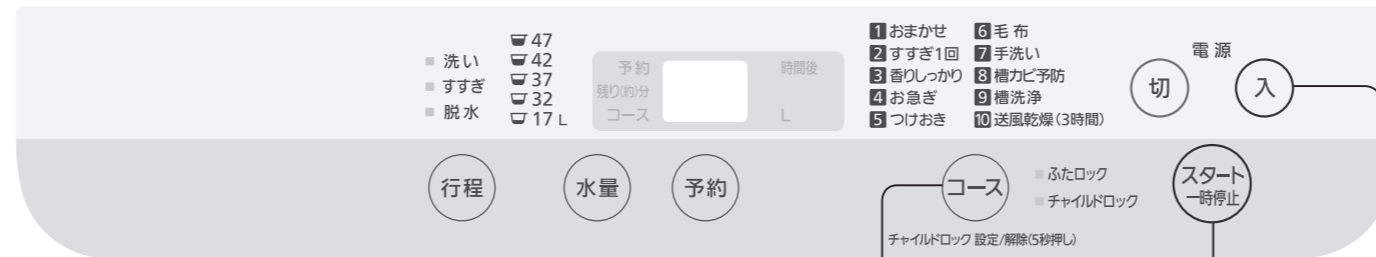 洗い
すすぎ
脱水
47
42
37
32
17 L
予約 時間後
残り(約)分
コース L
1 おまかせ
2 すすぎ1回
3 香りしっかり
4 お急ぎ
5 つけおき
6 毛布
7 手洗い
8 槽カビ予防
9 槽洗浄
10 送風乾燥(3時間)
電源
切 入
行程 水量 予約 コース
ふたロック
チャイルドロック
スタート
一時停止
チャイルドロック 設定/解除(5秒押し)